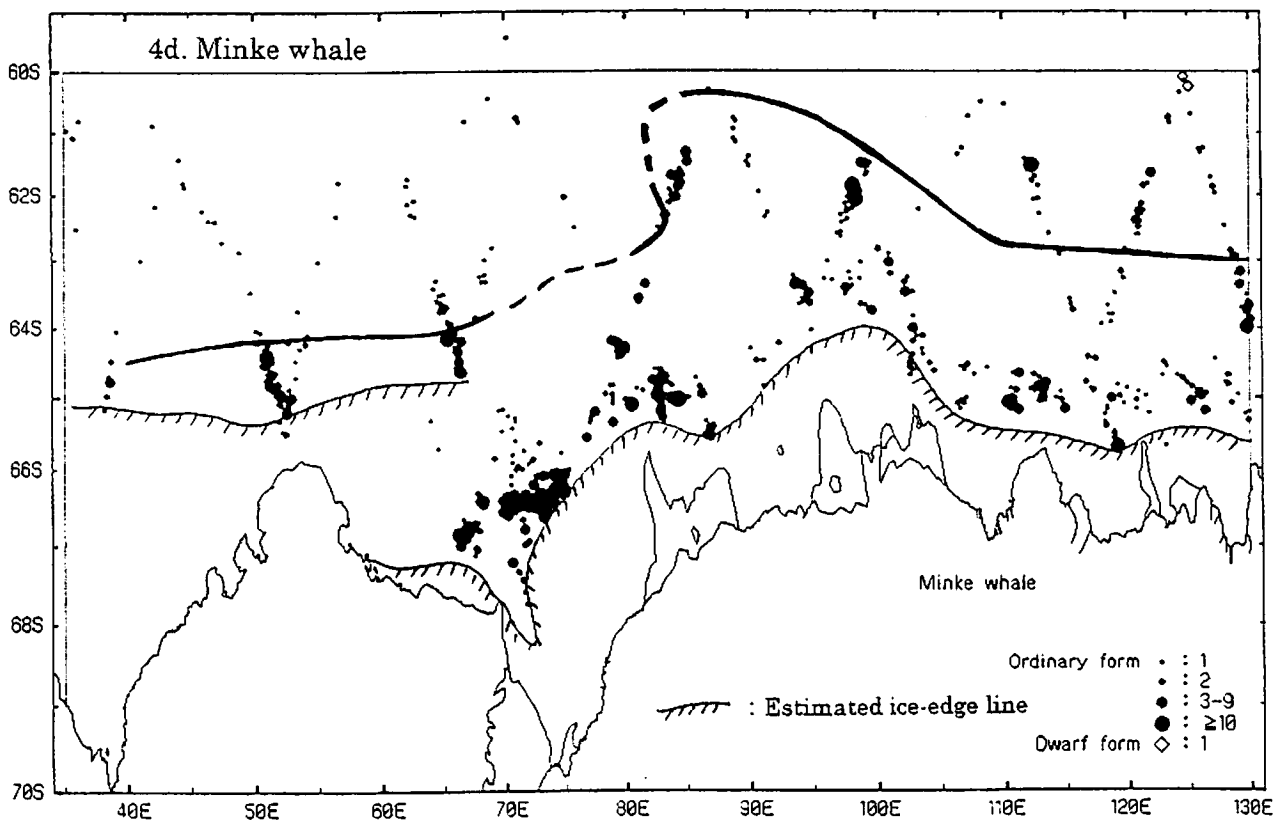 4d. Minke whale
60S
62S
64S
66S
68S
70S
Minke whale
Ordinary form • : 1
• : 2
● : 3-9
● : ≥10
Dwarf form ◇ : 1
: Estimated ice-edge line
40E 50E 60E 70E 80E 90E 100E 110E 120E 130E